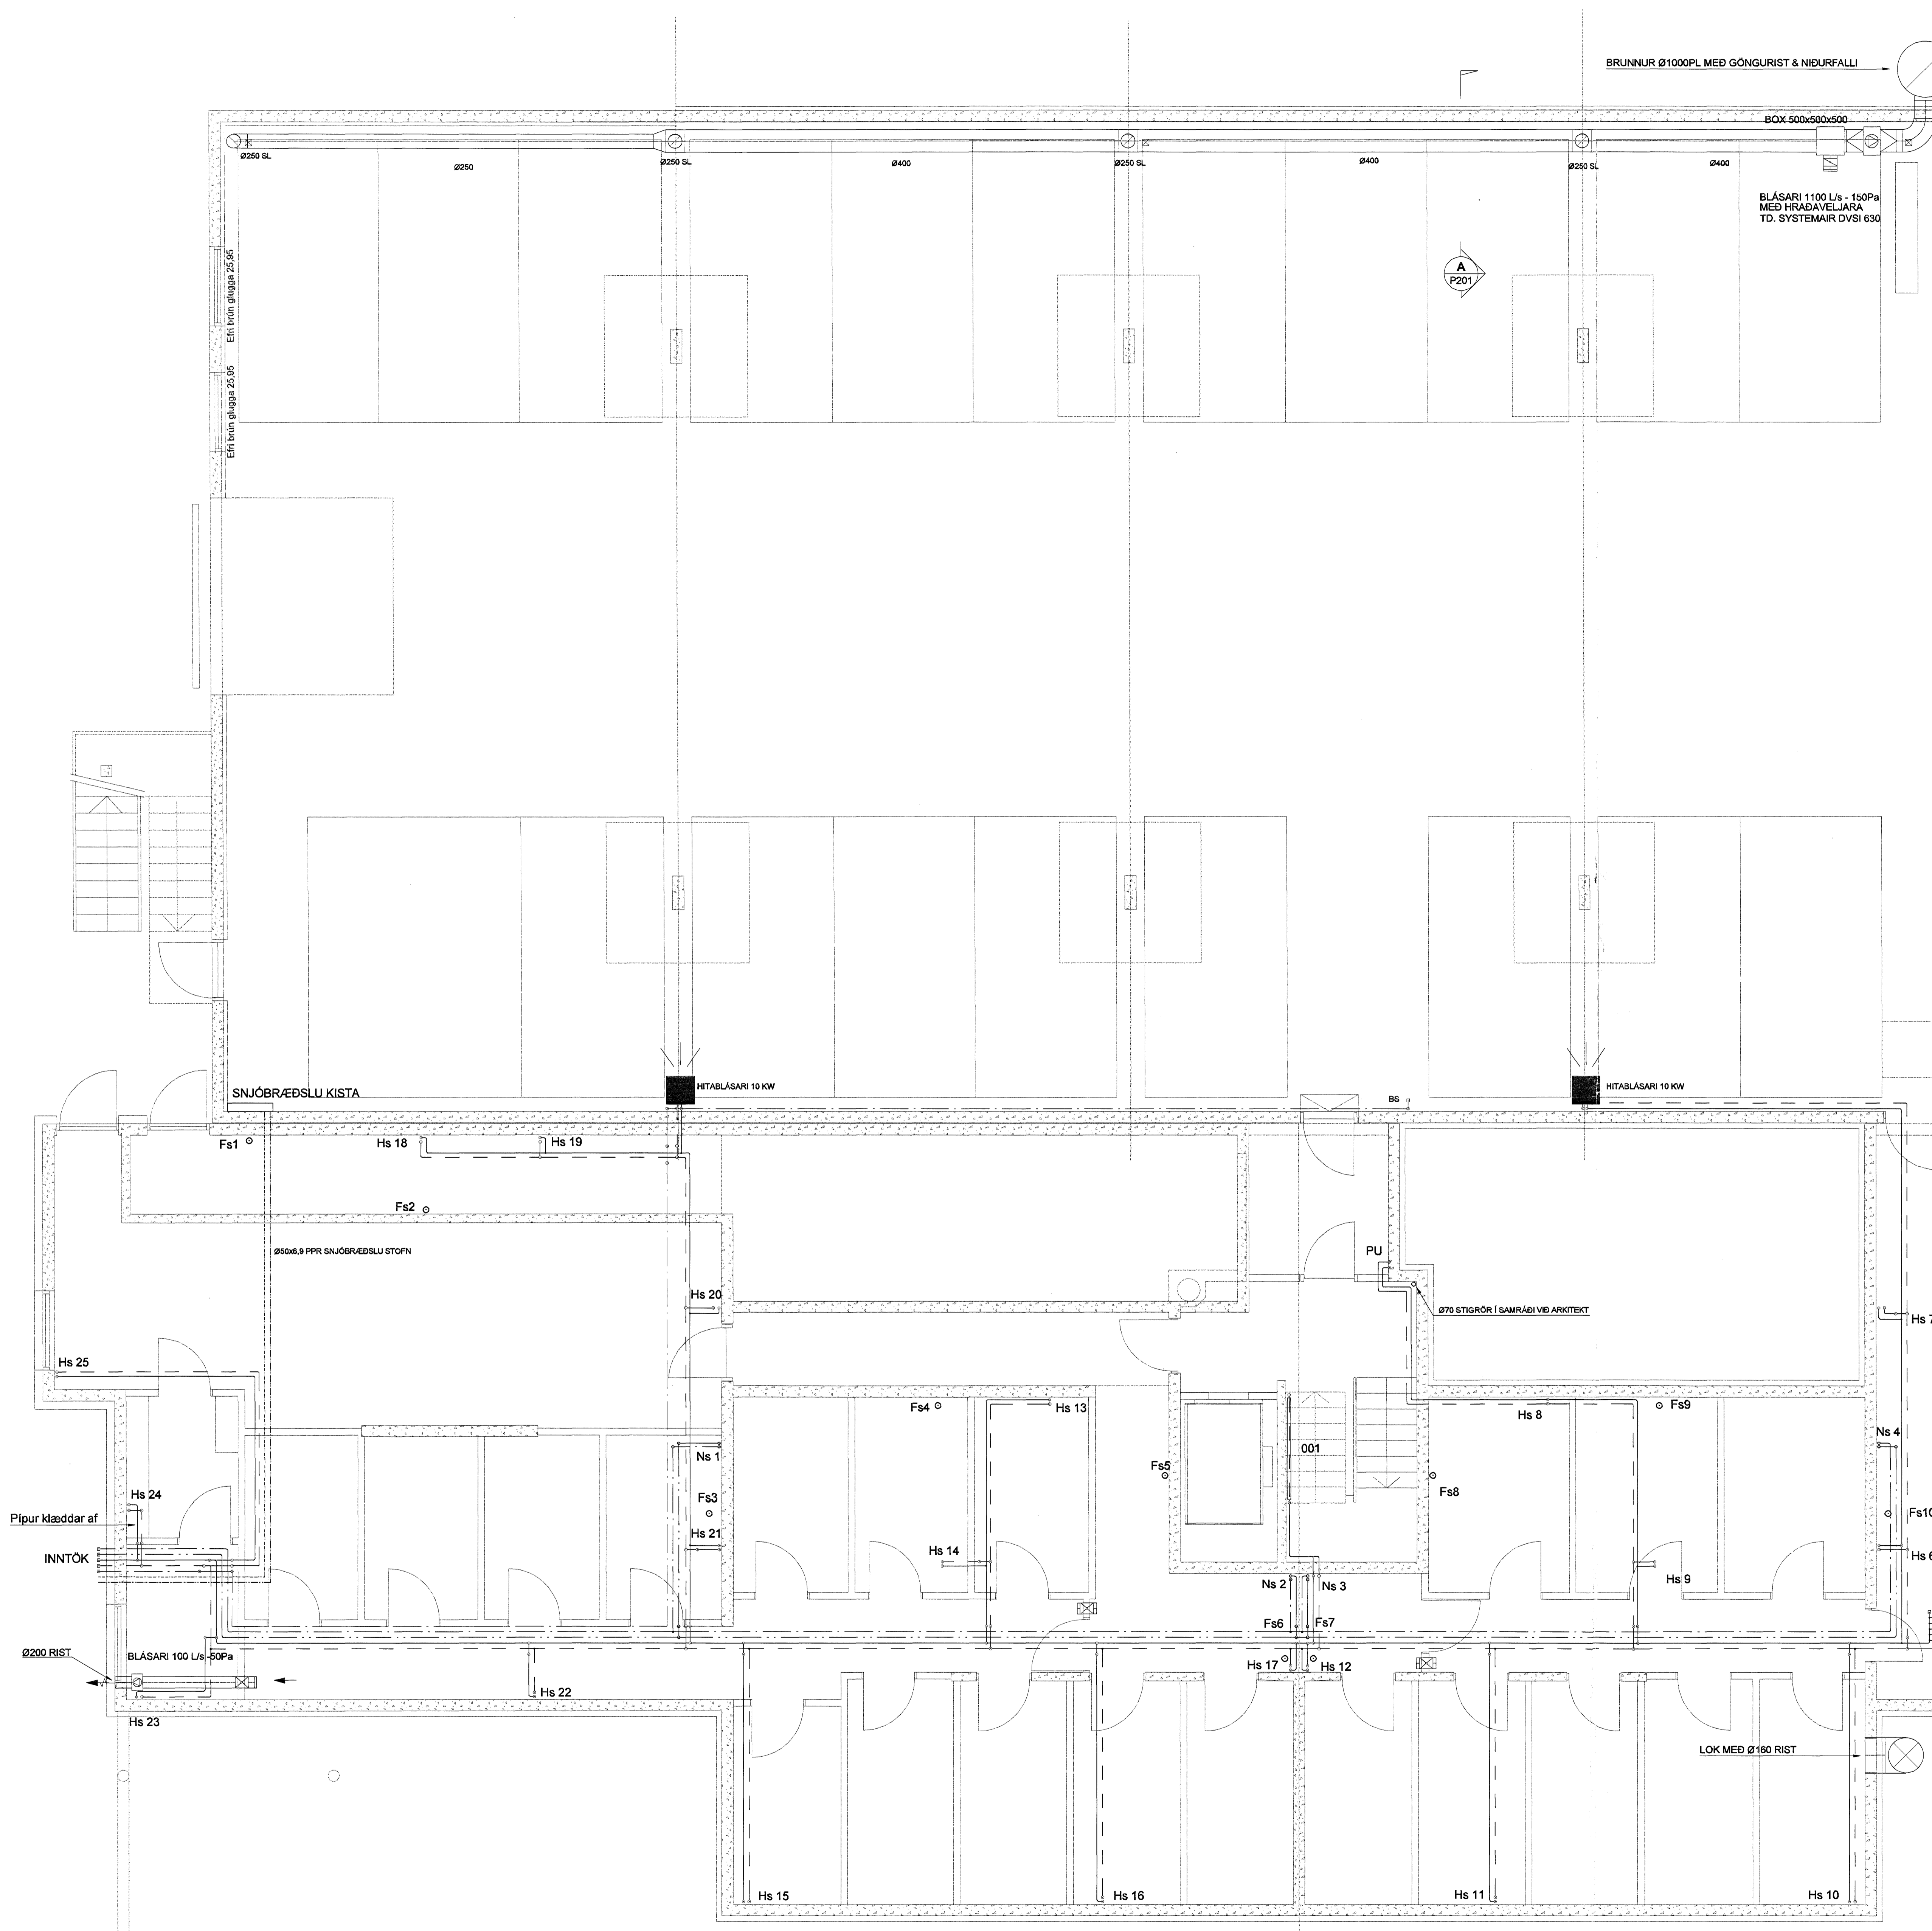 BRUNNUR Ø1000PL MEÐ GÖNGURIST & NIÐURFALLI
BOX 500x500x500
Ø250 SL
Ø250
Ø250 SL
Ø400
Ø250 SL
Ø400
Ø250 SL
Ø400
BLÁSARI 1100 L/s - 150Pa
MEÐ HRAÐAVELJARA
TD. SYSTEMAIR DVSI 630
Efri brún glugga 25,95
A
P201
Efri brún glugga 25,95
SNJÓBRÆÐSLU KISTA
HITABLÁSARI 10 KW
HITABLÁSARI 10 KW
BS
Fs1
Hs 18
Hs 19
Fs2
Ø50x6,9 PPR SNJÓBRÆÐSLU STOFN
PU
Hs 20
Ø70 STIGRÖR Í SAMRÁÐI VIÐ ARKITEKT
Hs 7
Hs 25
Fs4
Hs 13
Hs 8
Fs9
Ns 1
001
Ns 4
Fs5
Fs8
Hs 24
Fs3
Pípur klæddar af
Fs10
Hs 21
INNTÖK
Hs 14
Hs 6
Hs 9
Ns 2
Ns 3
Fs6
Fs7
Ø200 RIST
BLÁSARI 100 L/s -50Pa
Hs 17
Hs 12
Hs 22
Hs 23
LOK MEÐ Ø160 RIST
Hs 15
Hs 16
Hs 11
Hs 10